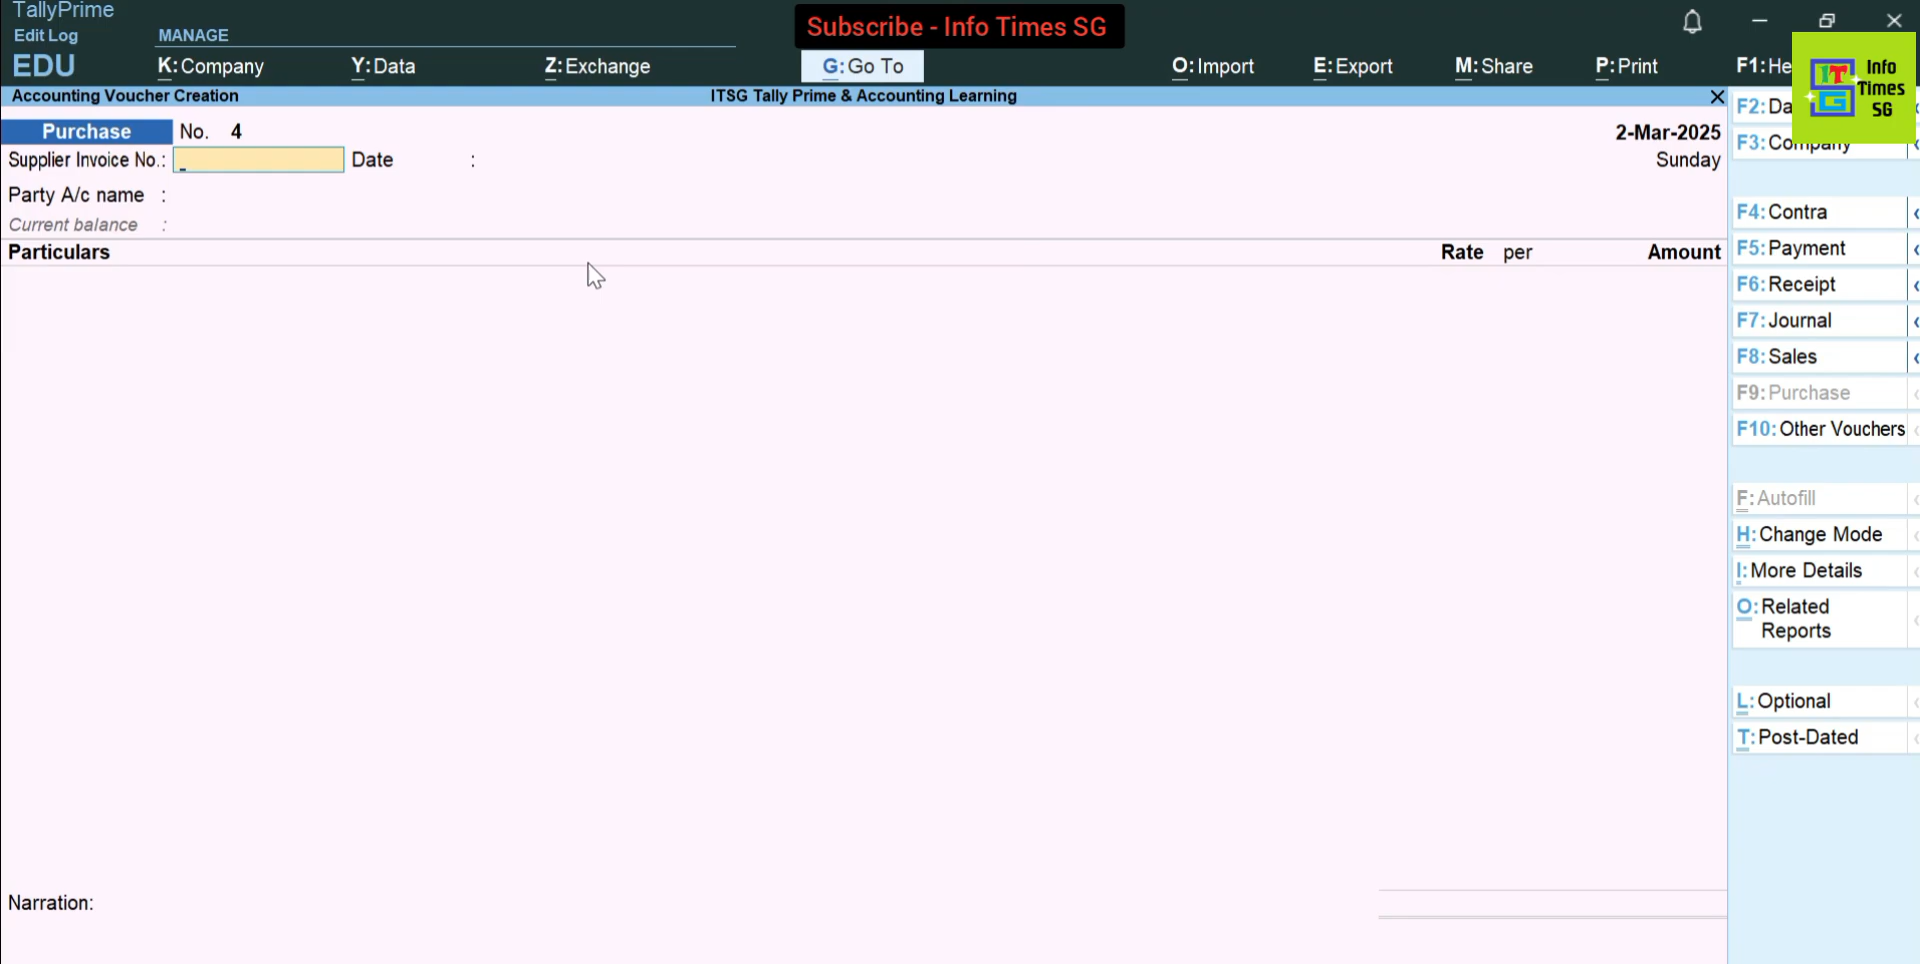 TallyPrime
Edit Log
MANAGE
Subscribe - Info Times SG
EDU
K: Company
Y: Data
Z: Exchange
G: Go To
O: Import
E: Export
M: Share
P: Print
F1: He
Info
Times
SG
ITSG
Accounting Voucher Creation
ITSG Tally Prime & Accounting Learning
Purchase No. 4
2-Mar-2025
Supplier Invoice No.: Date :
Sunday
Party A/c name :
Current balance :
Particulars Rate per Amount
Narration:
F2: Da
F3: Company
F4: Contra
F5: Payment
F6: Receipt
F7: Journal
F8: Sales
F9: Purchase
F10: Other Vouchers
F: Autofill
H: Change Mode
I: More Details
O: Related
Reports
L: Optional
T: Post-Dated